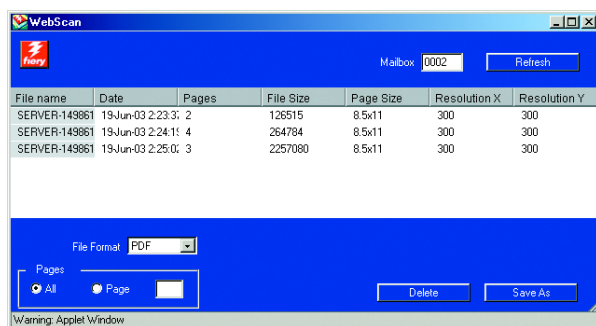 WebScan
fiery
Mailbox 0002 Refresh
File name Date Pages File Size Page Size Resolution X Resolution Y
SERVER-149861 19-Jun-03 2:23:3 2 126515 8.5x11 300 300
SERVER-149861 19-Jun-03 2:24:1 4 264784 8.5x11 300 300
SERVER-149861 19-Jun-03 2:25:0 3 2257080 8.5x11 300 300
File Format PDF
Pages
All Page
Delete Save As
Warning: Applet Window